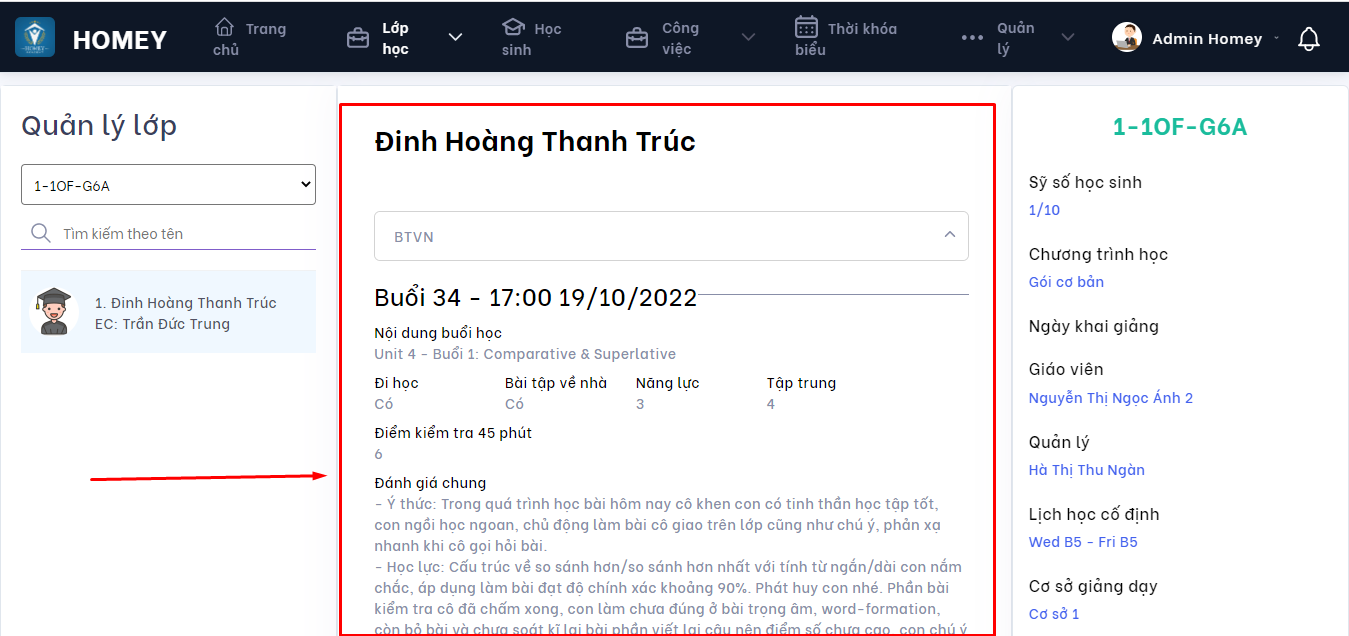 HOMEY
Trang
chủ
Lớp
học
Học
sinh
Công
việc
Thời khóa
biểu
Quản
lý
Admin Homey
Quản lý lớp
1-1OF-G6A
Tìm kiếm theo tên
1. Đinh Hoàng Thanh Trúc
EC: Trần Đức Trung
Đinh Hoàng Thanh Trúc
BTVN
Buổi 34 - 17:00 19/10/2022
Nội dung buổi học
Unit 4 - Buổi 1: Comparative & Superlative
Đi học
Bài tập về nhà
Năng lực
Tập trung
Có
Có
3
4
Điểm kiểm tra 45 phút
6
Đánh giá chung
- Ý thức: Trong quá trình học bài hôm nay cô khen con có tinh thần học tập tốt,
con ngồi học ngoan, chủ động làm bài cô giao trên lớp cũng như chú ý, phản xạ
nhanh khi cô gọi hỏi bài.
- Học lực: Cấu trúc về so sánh hơn/so sánh hơn nhất với tính từ ngắn/dài con nắm
chắc, áp dụng làm bài đạt độ chính xác khoảng 90%. Phát huy con nhé. Phần bài
kiểm tra cô đã chấm xong, con làm chưa đúng ở bài trọng âm, word-formation,
còn bỏ bài và chưa soát kĩ lại bài phần viết lại câu nên điểm số chưa cao, con chú ý
1-1OF-G6A
Sỹ số học sinh
1/10
Chương trình học
Gói cơ bản
Ngày khai giảng
Giáo viên
Nguyễn Thị Ngọc Ánh 2
Quản lý
Hà Thị Thu Ngàn
Lịch học cố định
Wed B5 - Fri B5
Cơ sở giảng dạy
Cơ sở 1